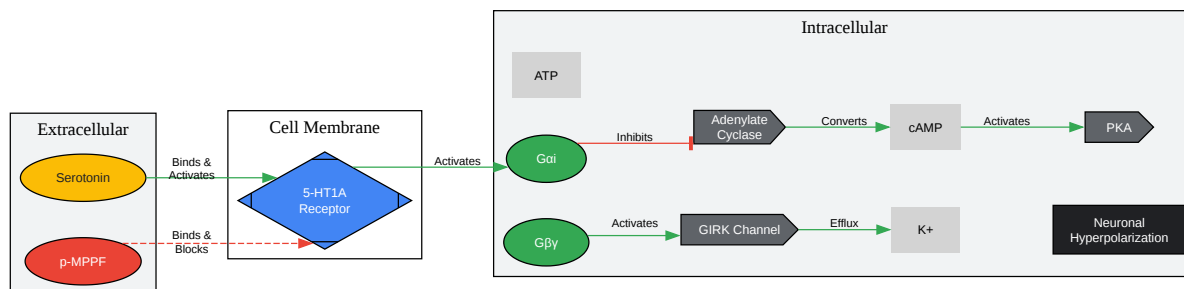 Extracellular
Serotonin
p-MPPF
Binds &
Activates
Binds &
Blocks
Cell Membrane
5-HT1A
Receptor
Activates
Intracellular
ATP
Gαi
Inhibits
Adenylate
Cyclase
Converts
cAMP
Activates
PKA
Gβγ
Activates
GIRK Channel
Efflux
K+
Neuronal
Hyperpolarization